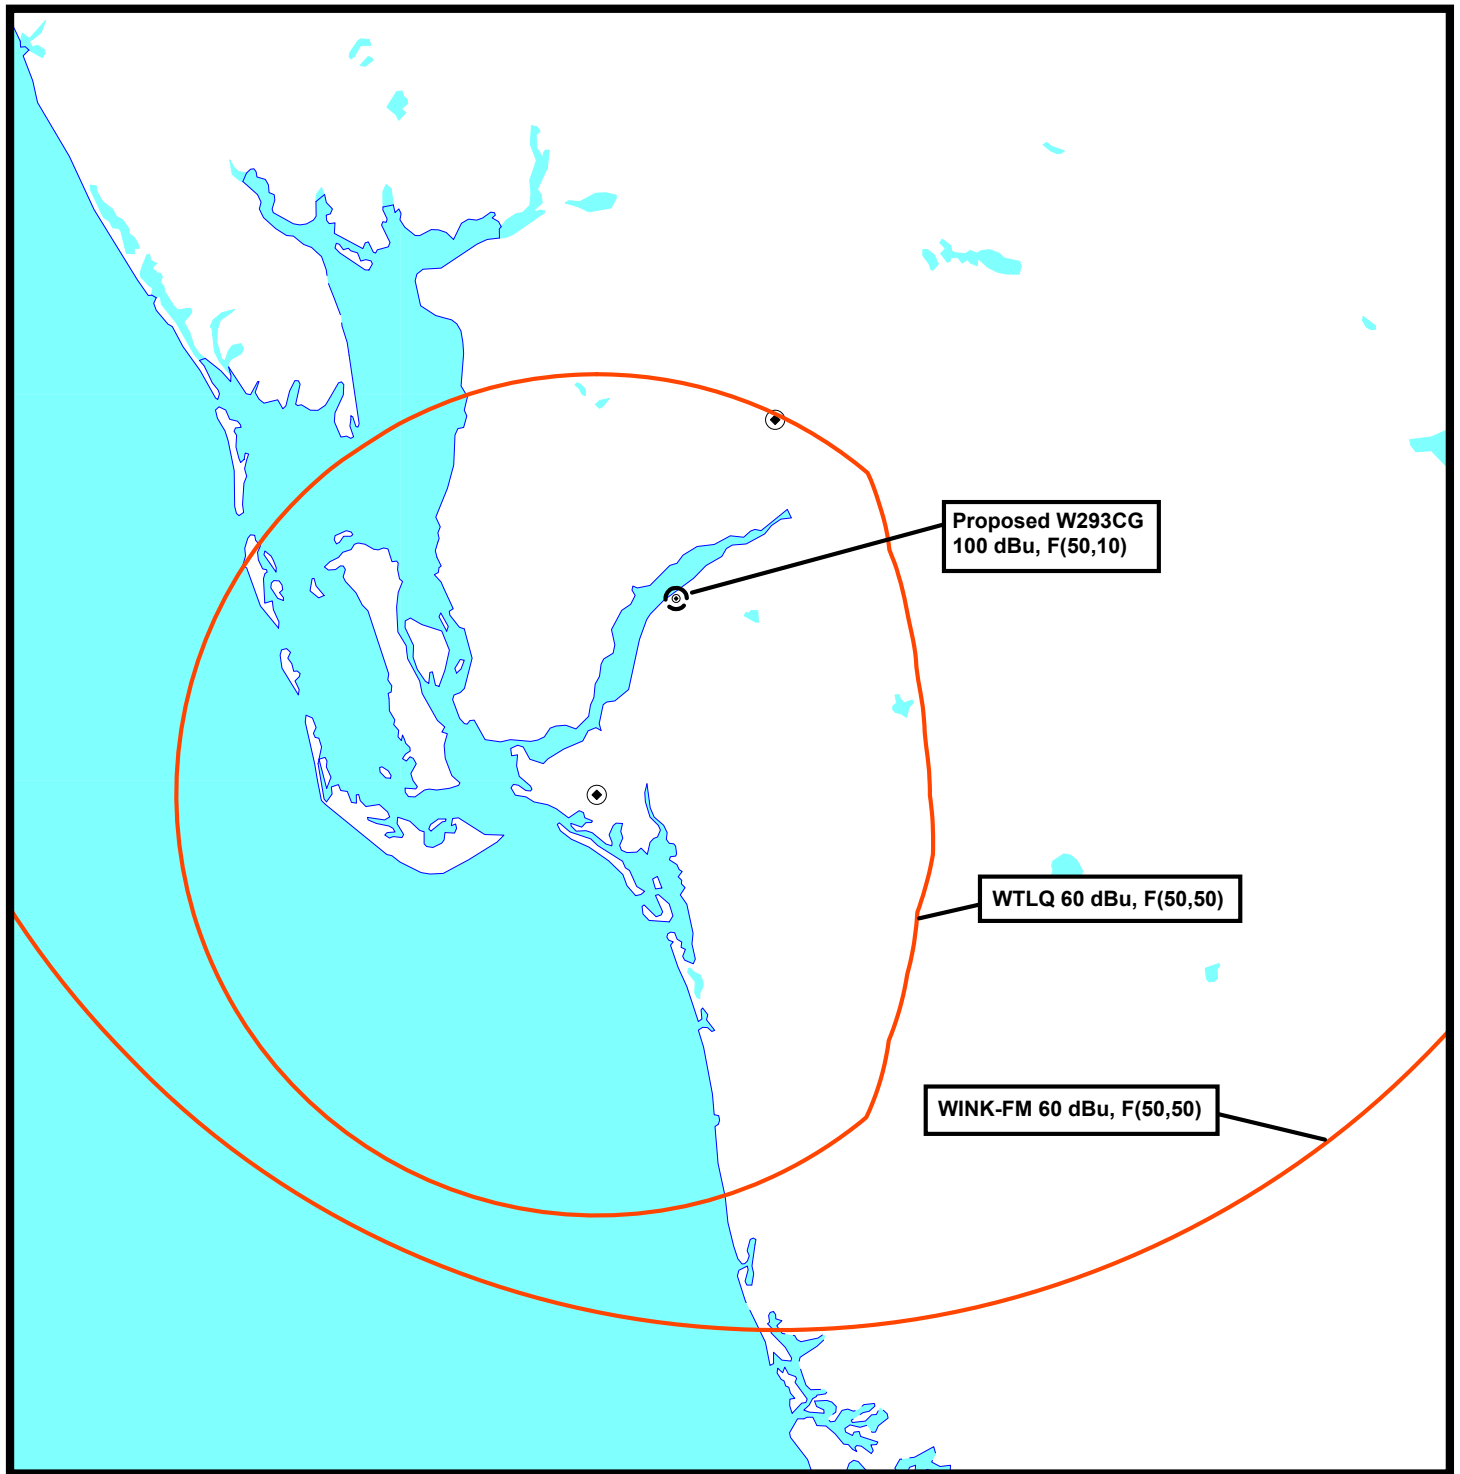 Proposed W293CG
100 dBu, F(50,10)
WTLQ 60 dBu, F(50,50)
WINK-FM 60 dBu, F(50,50)